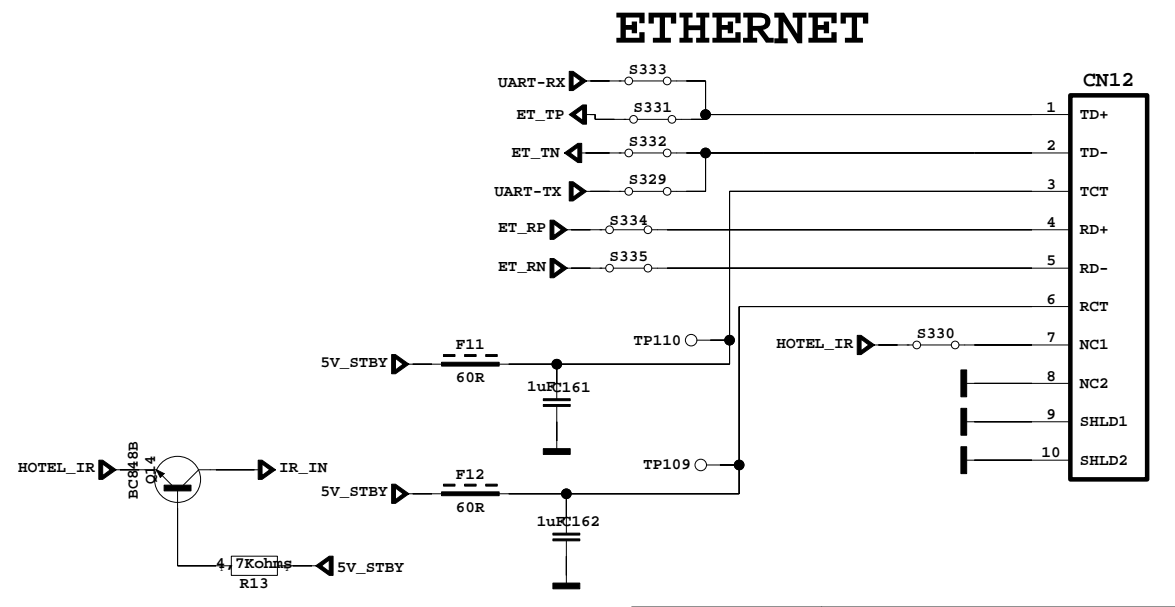 ETHERNET
CN12
UART-RX S333
ET_TP S331 1 TD+
ET_TN S332 2 TD-
UART-TX S329 3 TCT
ET_RP S334 4 RD+
ET_RN S335 5 RD-
6 RCT
TP110 HOTEL_IR S330 7 NC1
F11
5V_STBY
60R
1uF C161
8 NC2
9 SHLD1
10 SHLD2
HOTEL_IR BC848B Q14 IR_IN
TP109
F12
5V_STBY
60R
1uF C162
4,7Kohms 5V_STBY
R13